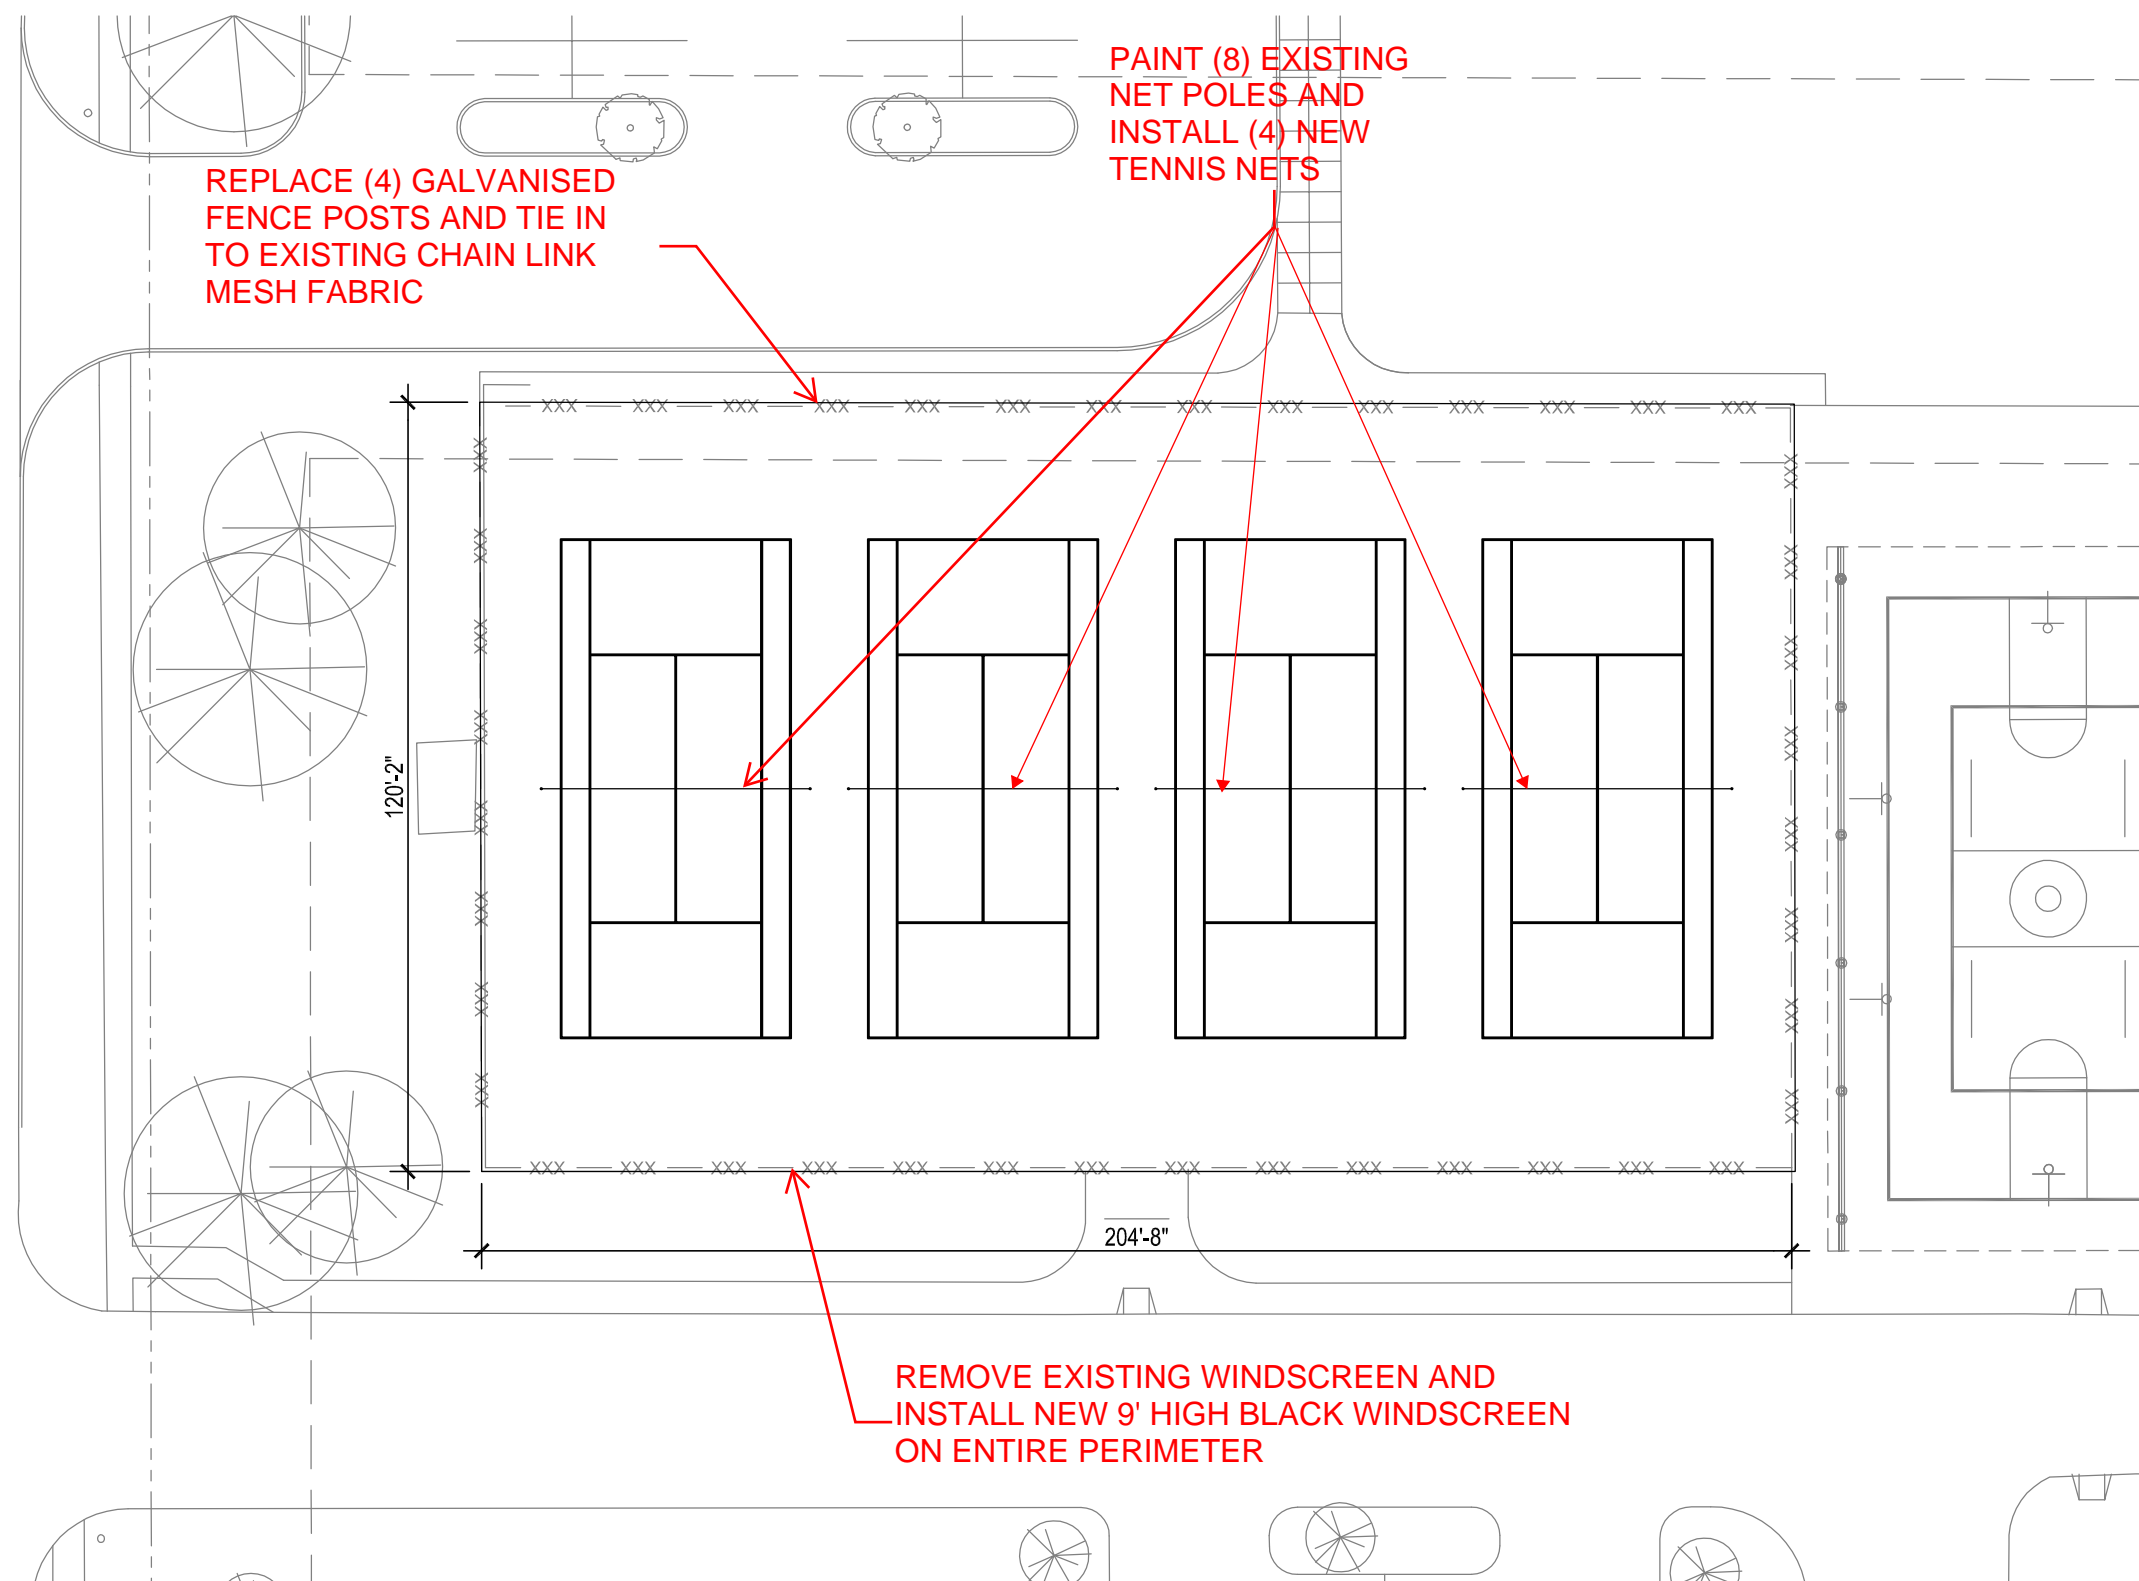 PAINT (8) EXISTING
NET POLES AND
INSTALL (4) NEW
TENNIS NETS
REPLACE (4) GALVANISED
FENCE POSTS AND TIE IN
TO EXISTING CHAIN LINK
MESH FABRIC
120'-2"
204'-8"
REMOVE EXISTING WINDSCREEN AND
INSTALL NEW 9' HIGH BLACK WINDSCREEN
ON ENTIRE PERIMETER